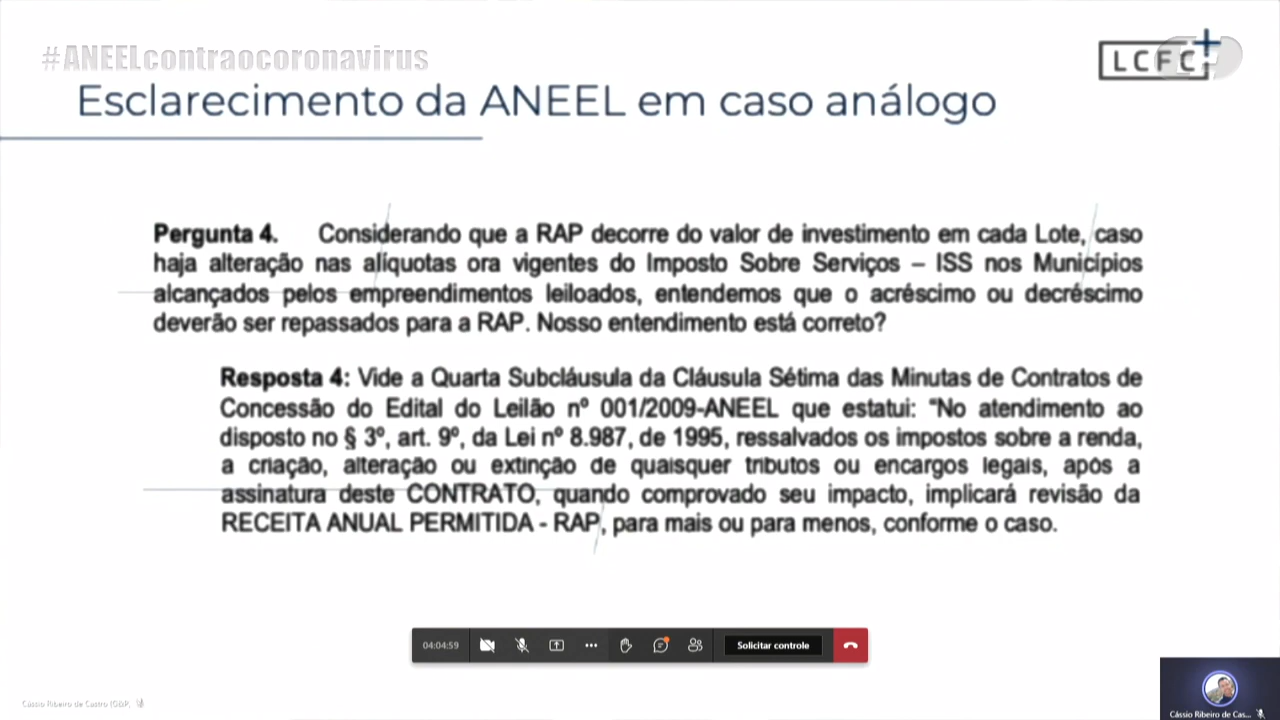 #ANEELcontraocoronavirus
LCFC
Esclarecimento da ANEEL em caso análogo
Pergunta 4. Considerando que a RAP decorre do valor de investimento em cada Lote, caso
haja alteração nas alíquotas ora vigentes do Imposto Sobre Serviços – ISS nos Municípios
alcançados pelos empreendimentos leiloados, entendemos que o acréscimo ou decréscimo
deverão ser repassados para a RAP. Nosso entendimento está correto?
Resposta 4: Vide a Quarta Subcláusula da Cláusula Sétima das Minutas de Contratos de
Concessão do Edital do Leilão nº 001/2009-ANEEL que estatui: “No atendimento ao
disposto no § 3º, art. 9º, da Lei nº 8.987, de 1995, ressalvados os impostos sobre a renda,
a criação, alteração ou extinção de quaisquer tributos ou encargos legais, após a
assinatura deste CONTRATO, quando comprovado seu impacto, implicará revisão da
RECEITA ANUAL PERMITIDA - RAP, para mais ou para menos, conforme o caso.
04:04:59
Solicitar controle
Cássio Ribeiro de Castro
Cássio Ribeiro de Cas...